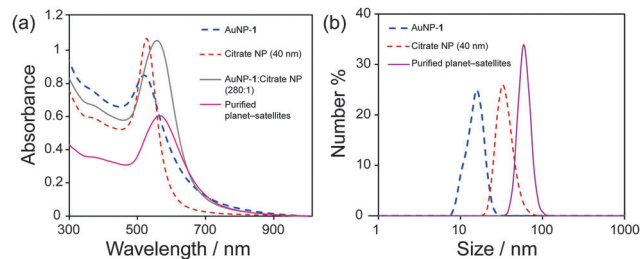 (a)
Absorbance
1.2
1
0.8
0.6
0.4
0.2
0
300
500
700
900
Wavelength / nm
AuNP-1
Citrate NP (40 nm)
AuNP-1:Citrate NP
(280:1)
Purified
planet–satellites
(b)
Number %
40
30
20
10
0
1
10
100
1000
Size / nm
AuNP-1
Citrate NP (40 nm)
Purified
planet–satellites